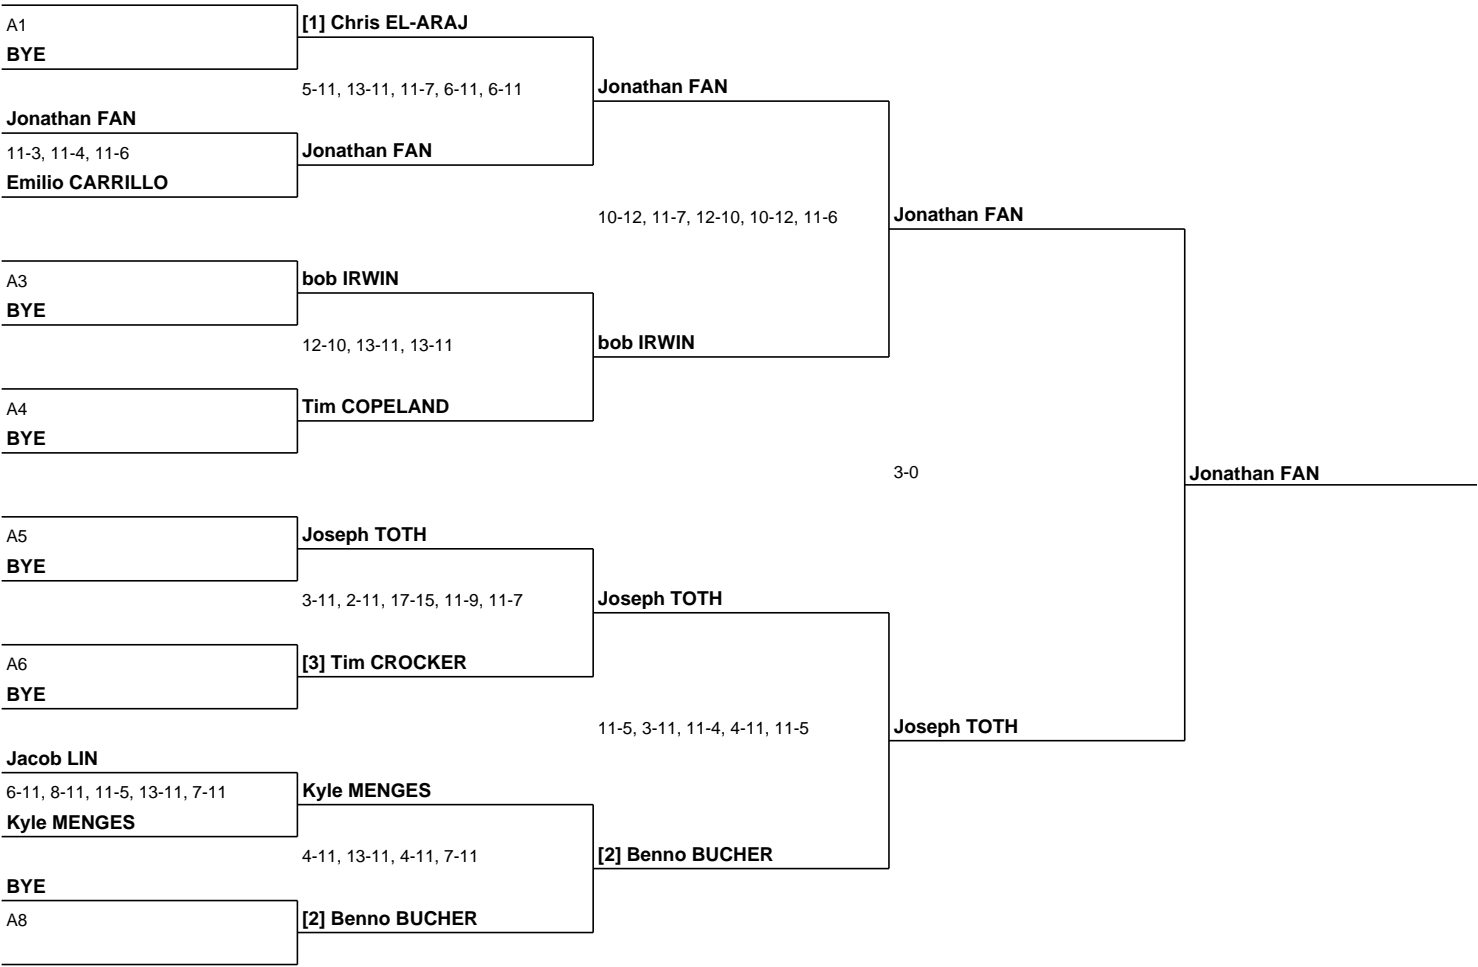 A1
BYE
[1] Chris EL-ARAJ
5-11, 13-11, 11-7, 6-11, 6-11
Jonathan FAN
Jonathan FAN
11-3, 11-4, 11-6
Emilio CARRILLO
Jonathan FAN
10-12, 11-7, 12-10, 10-12, 11-6
Jonathan FAN
A3
BYE
bob IRWIN
12-10, 13-11, 13-11
bob IRWIN
A4
BYE
Tim COPELAND
3-0
Jonathan FAN
A5
BYE
Joseph TOTH
3-11, 2-11, 17-15, 11-9, 11-7
Joseph TOTH
A6
BYE
[3] Tim CROCKER
11-5, 3-11, 11-4, 4-11, 11-5
Joseph TOTH
Jacob LIN
6-11, 8-11, 11-5, 13-11, 7-11
Kyle MENGES
Kyle MENGES
4-11, 13-11, 4-11, 7-11
[2] Benno BUCHER
BYE
A8
[2] Benno BUCHER